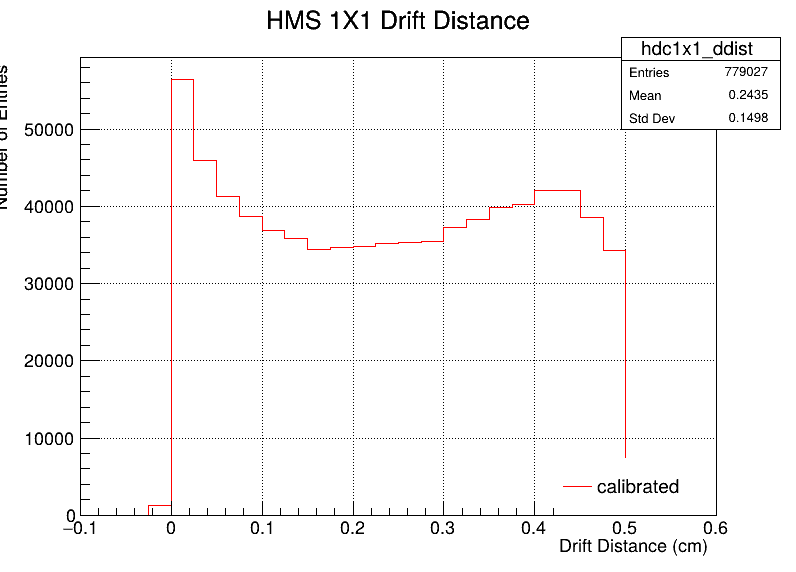 HMS 1X1 Drift Distance
hdc1x1_ddist
Entries 779027
Mean 0.2435
Std Dev 0.1498
Number of Entries
50000
40000
30000
20000
10000
0
−0.1 0 0.1 0.2 0.3 0.4 0.5 0.6
Drift Distance (cm)
calibrated